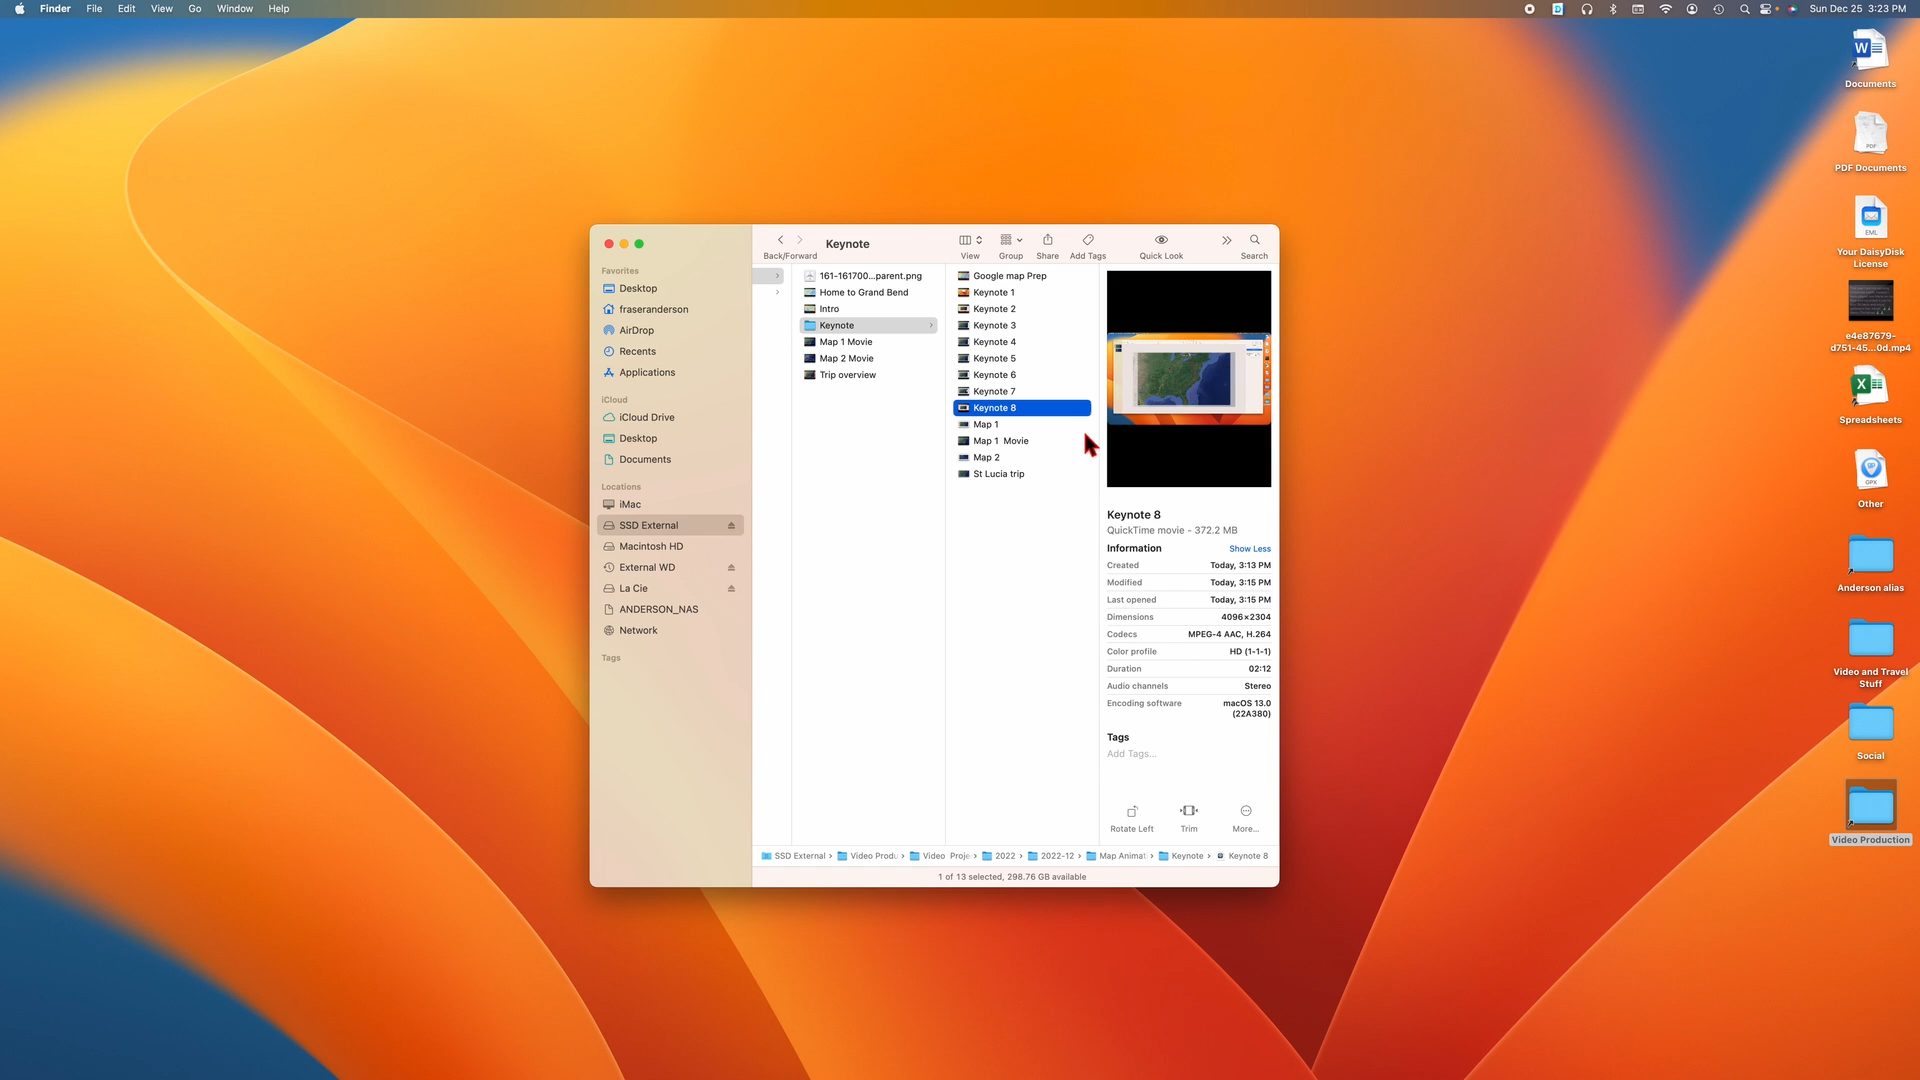 Finder File Edit View Go Window Help
Sun Dec 25 3:23 PM
Keynote
Back/Forward View Group Share Add Tags Quick Look Search
Favorites
Desktop
fraseranderson
AirDrop
Recents
Applications
iCloud
iCloud Drive
Desktop
Documents
Locations
iMac
SSD External
Macintosh HD
External WD
La Cie
ANDERSON_NAS
Network
Tags
161-161700...parent.png
Home to Grand Bend
Intro
Keynote
Map 1 Movie
Map 2 Movie
Trip overview
Google map Prep
Keynote 1
Keynote 2
Keynote 3
Keynote 4
Keynote 5
Keynote 6
Keynote 7
Keynote 8
Map 1
Map 1 Movie
Map 2
St Lucia trip
Keynote 8
QuickTime movie - 372.2 MB
Information Show Less
Created Today, 3:13 PM
Modified Today, 3:15 PM
Last opened Today, 3:15 PM
Dimensions 4096×2304
Codecs MPEG-4 AAC, H.264
Color profile HD (1-1-1)
Duration 02:12
Audio channels Stereo
Encoding software macOS 13.0
(22A380)
Tags
Add Tags...
Rotate Left Trim More...
SSD External › Video Produ › Video Proje › 2022 › 2022-12 › Map Animat › Keynote › Keynote 8
1 of 13 selected, 298.76 GB available
W
Documents
PDF
PDF Documents
EML
Your DaisyDisk
License
e4e87679-
d751-45...0d.mp4
X
Spreadsheets
GPX
Other
Anderson alias
Video and Travel
Stuff
Social
Video Production